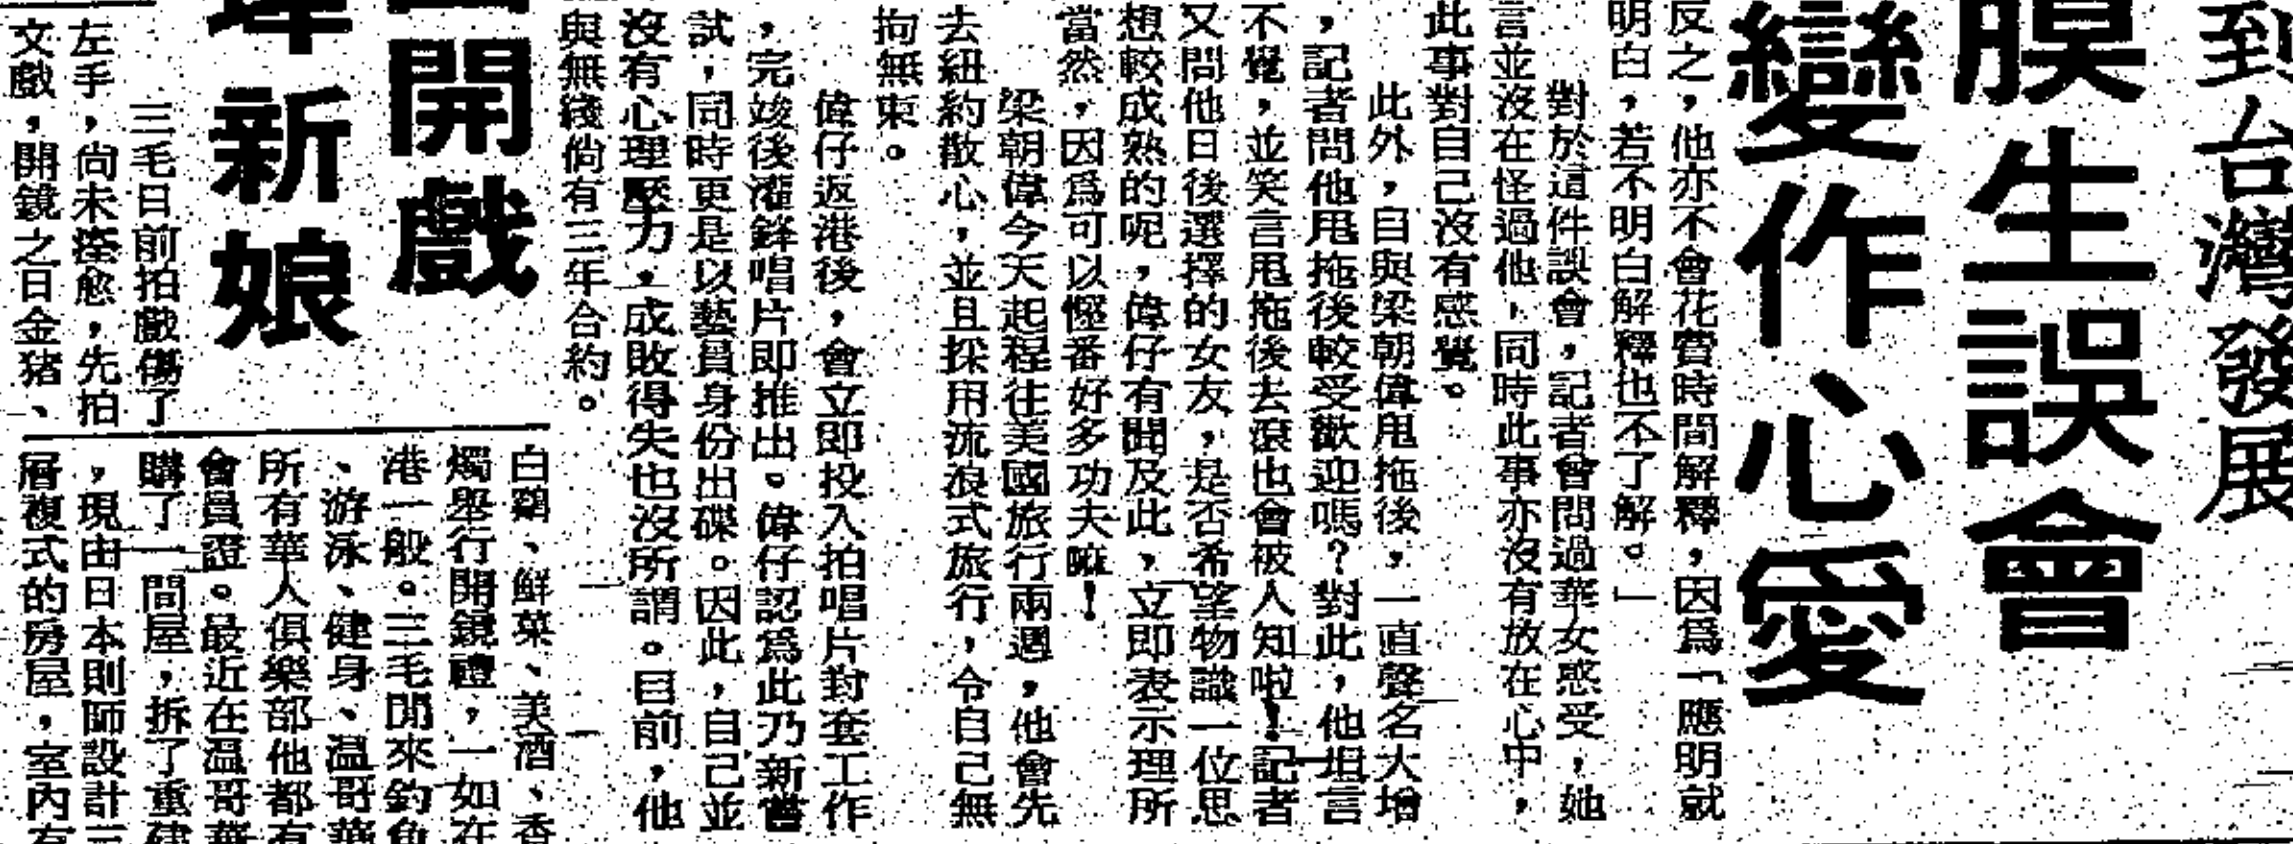 到台灣發展
膜生誤會
變作心愛
反之，他亦不會花費時間解釋，因爲「應明就
明白，若不明白解釋也不了解。」
對於這件誤會，記者會問過華女感受，她
言並沒在怪過他，同時此事亦沒有放在心中，
此事對自己沒有感覺。
此外，自與梁朝偉甩拖後，一直聲名大增
，記者問他甩拖後較受歡迎嗎？對此，他坦言
不覺，並笑言甩拖後去滾也會被人知啦！記者
又問他日後選擇的女友，是否希望物識一位思
想較成熟的呢，偉仔有聞及此，立即表示理所
當然，因爲可以慳番好多功夫嘛！
梁朝偉今天起程往美國旅行兩週，他會先
去紐約散心，並且採用流浪式旅行，令自己無
拘無束。
偉仔返港後，會立即投入拍唱片封套工作
，完竣後灌錄唱片即推出。偉仔認爲此乃新嘗
試，同時更是以藝員身份出碟。因此，自己並
沒有心理壓力，成敗得失也沒所謂。目前，他
與無綫倘有三年合約。
開戲
新娘
三毛日前拍戲傷了
左手，尙未痊愈，先拍
文戲，開鏡之日金猪、
白鷄、鮮菓、美酒、香
燭舉行開鏡禮，一如在
港一般。三毛閒來釣魚
、游泳、健身、温哥華
所有華人俱樂部他都有
會員證。最近在温哥華
購了一間屋，拆了重建
，現由日本則師設計三
層複式的房屋，室內有